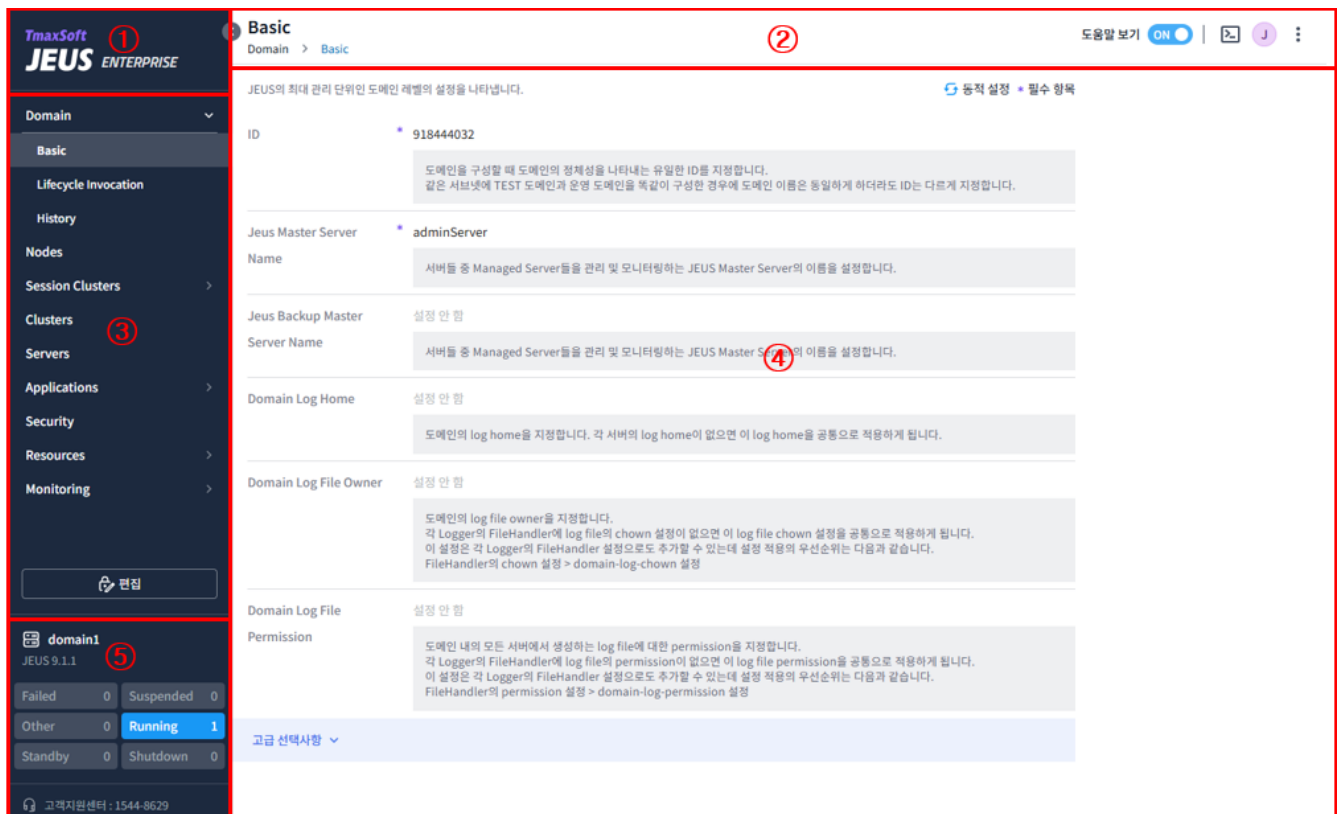 TmaxSoft
JEUS ENTERPRISE
①
Domain
Basic
Lifecycle Invocation
History
Nodes
Session Clusters
Clusters
③
Servers
Applications
Security
Resources
Monitoring
편집
domain1
JEUS 9.1.1
⑤
Failed 0 Suspended 0
Other 0 Running 1
Standby 0 Shutdown 0
고객지원센터 : 1544-8629
Basic
Domain > Basic
②
도움말 보기 ON
J
JEUS의 최대 관리 단위인 도메인 레벨의 설정을 나타냅니다.
동적 설정 * 필수 항목
ID * 918444032
도메인을 구성할 때 도메인의 정체성을 나타내는 유일한 ID를 지정합니다.
같은 서브넷에 TEST 도메인과 운영 도메인을 똑같이 구성한 경우에 도메인 이름은 동일하게 하더라도 ID는 다르게 지정합니다.
Jeus Master Server * adminServer
Name
서버들 중 Managed Server들을 관리 및 모니터링하는 JEUS Master Server의 이름을 설정합니다.
Jeus Backup Master 설정 안 함
Server Name
서버들 중 Managed Server들을 관리 및 모니터링하는 JEUS Master Server의 이름을 설정합니다.
④
Domain Log Home 설정 안 함
도메인의 log home을 지정합니다. 각 서버의 log home이 없으면 이 log home을 공통으로 적용하게 됩니다.
Domain Log File Owner 설정 안 함
도메인의 log file owner을 지정합니다.
각 Logger의 FileHandler에 log file의 chown 설정이 없으면 이 log file chown 설정을 공통으로 적용하게 됩니다.
이 설정은 각 Logger의 FileHandler 설정으로도 추가할 수 있는데 설정 적용의 우선순위는 다음과 같습니다.
FileHandler의 chown 설정 > domain-log-chown 설정
Domain Log File 설정 안 함
Permission
도메인 내의 모든 서버에서 생성하는 log file에 대한 permission을 지정합니다.
각 Logger의 FileHandler에 log file의 permission이 없으면 이 log file permission을 공통으로 적용하게 됩니다.
이 설정은 각 Logger의 FileHandler 설정으로도 추가할 수 있는데 설정 적용의 우선순위는 다음과 같습니다.
FileHandler의 permission 설정 > domain-log-permission 설정
고급 선택사항